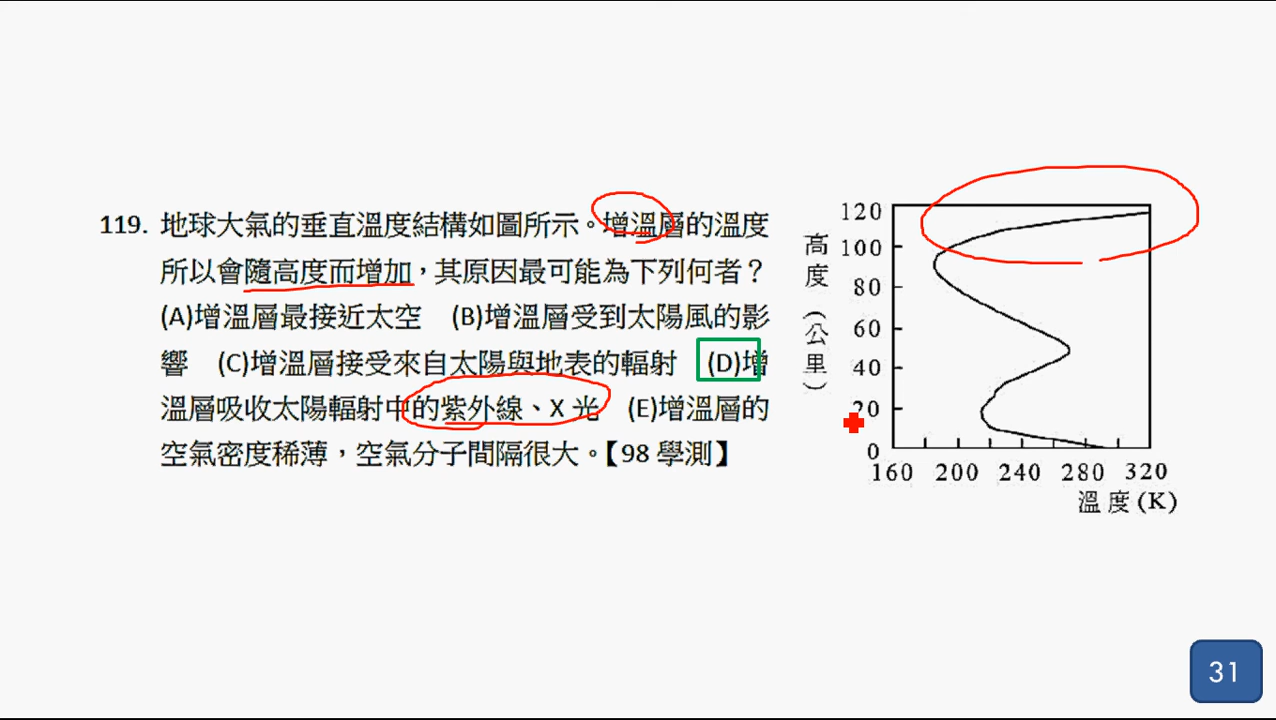 119. 地球大氣的垂直溫度結構如圖所示。增溫層的溫度
所以會隨高度而增加，其原因最可能為下列何者？
(A)增溫層最接近太空 (B)增溫層受到太陽風的影
響 (C)增溫層接受來自太陽與地表的輻射 (D)增
溫層吸收太陽輻射中的紫外線、X 光 (E)增溫層的
空氣密度稀薄，空氣分子間隔很大。【98 學測】
高度(公里)
120
100
80
60
40
20
0
160 200 240 280 320
溫度(K)
31